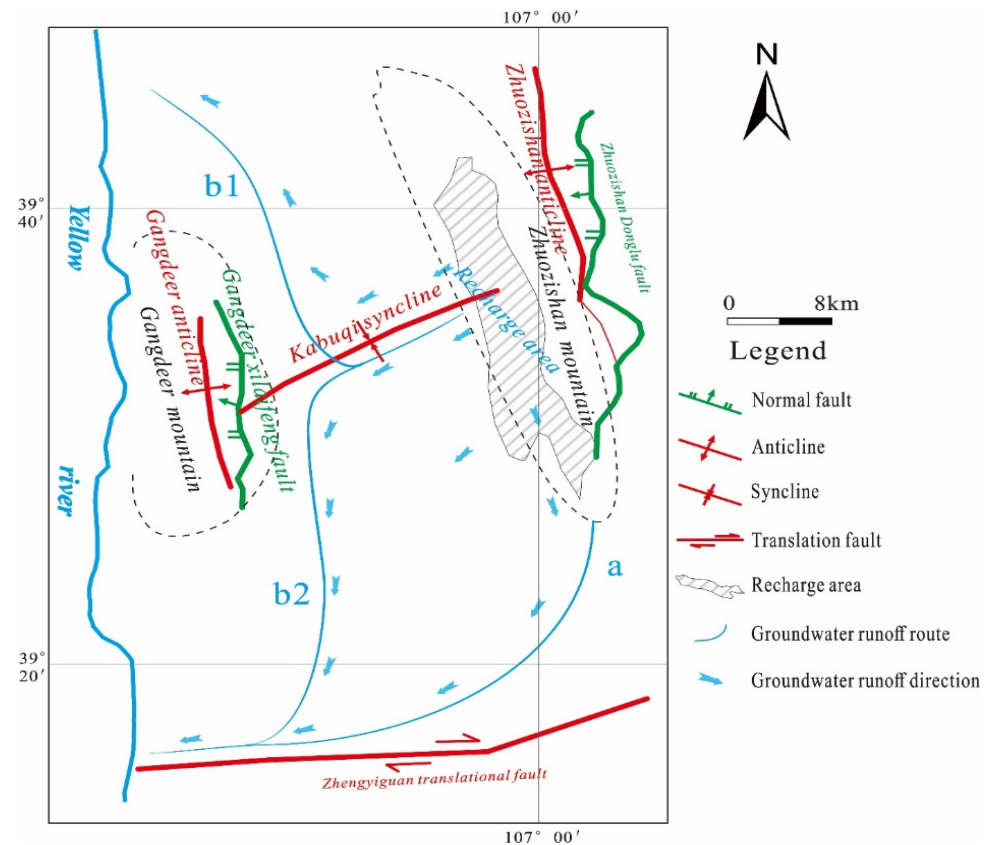 107° 00′
N
Zhuozishan anticline
Zhuozishan Donglu fault
b1
39°
40′
Yellow
river
Gangdeer anticline
Gangdeer xilaifeng fault
Gangdeer mountain
Kabuqi syncline
Recharge area
Zhuozishan mountain
0 8km
Legend
Normal fault
Anticline
Syncline
Translation fault
Recharge area
Groundwater runoff route
Groundwater runoff direction
a
b2
39°
20′
Zhengyiguan translational fault
107° 00′